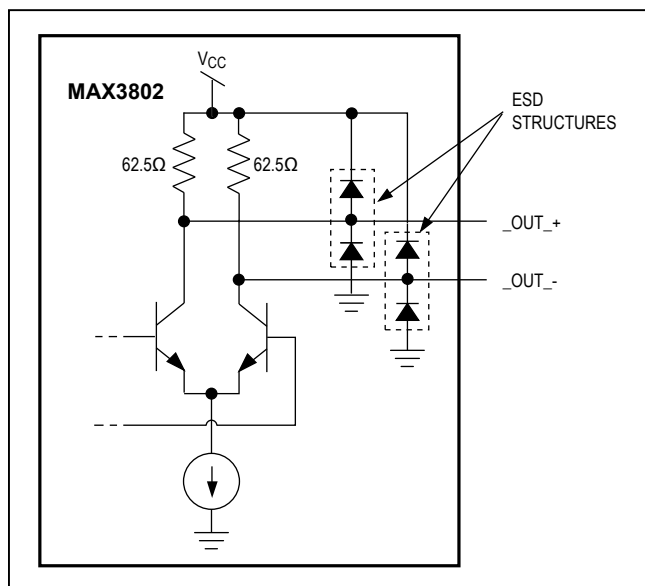 V_CC
MAX3802
ESD
STRUCTURES
62.5Ω
62.5Ω
_OUT_+
_OUT_-